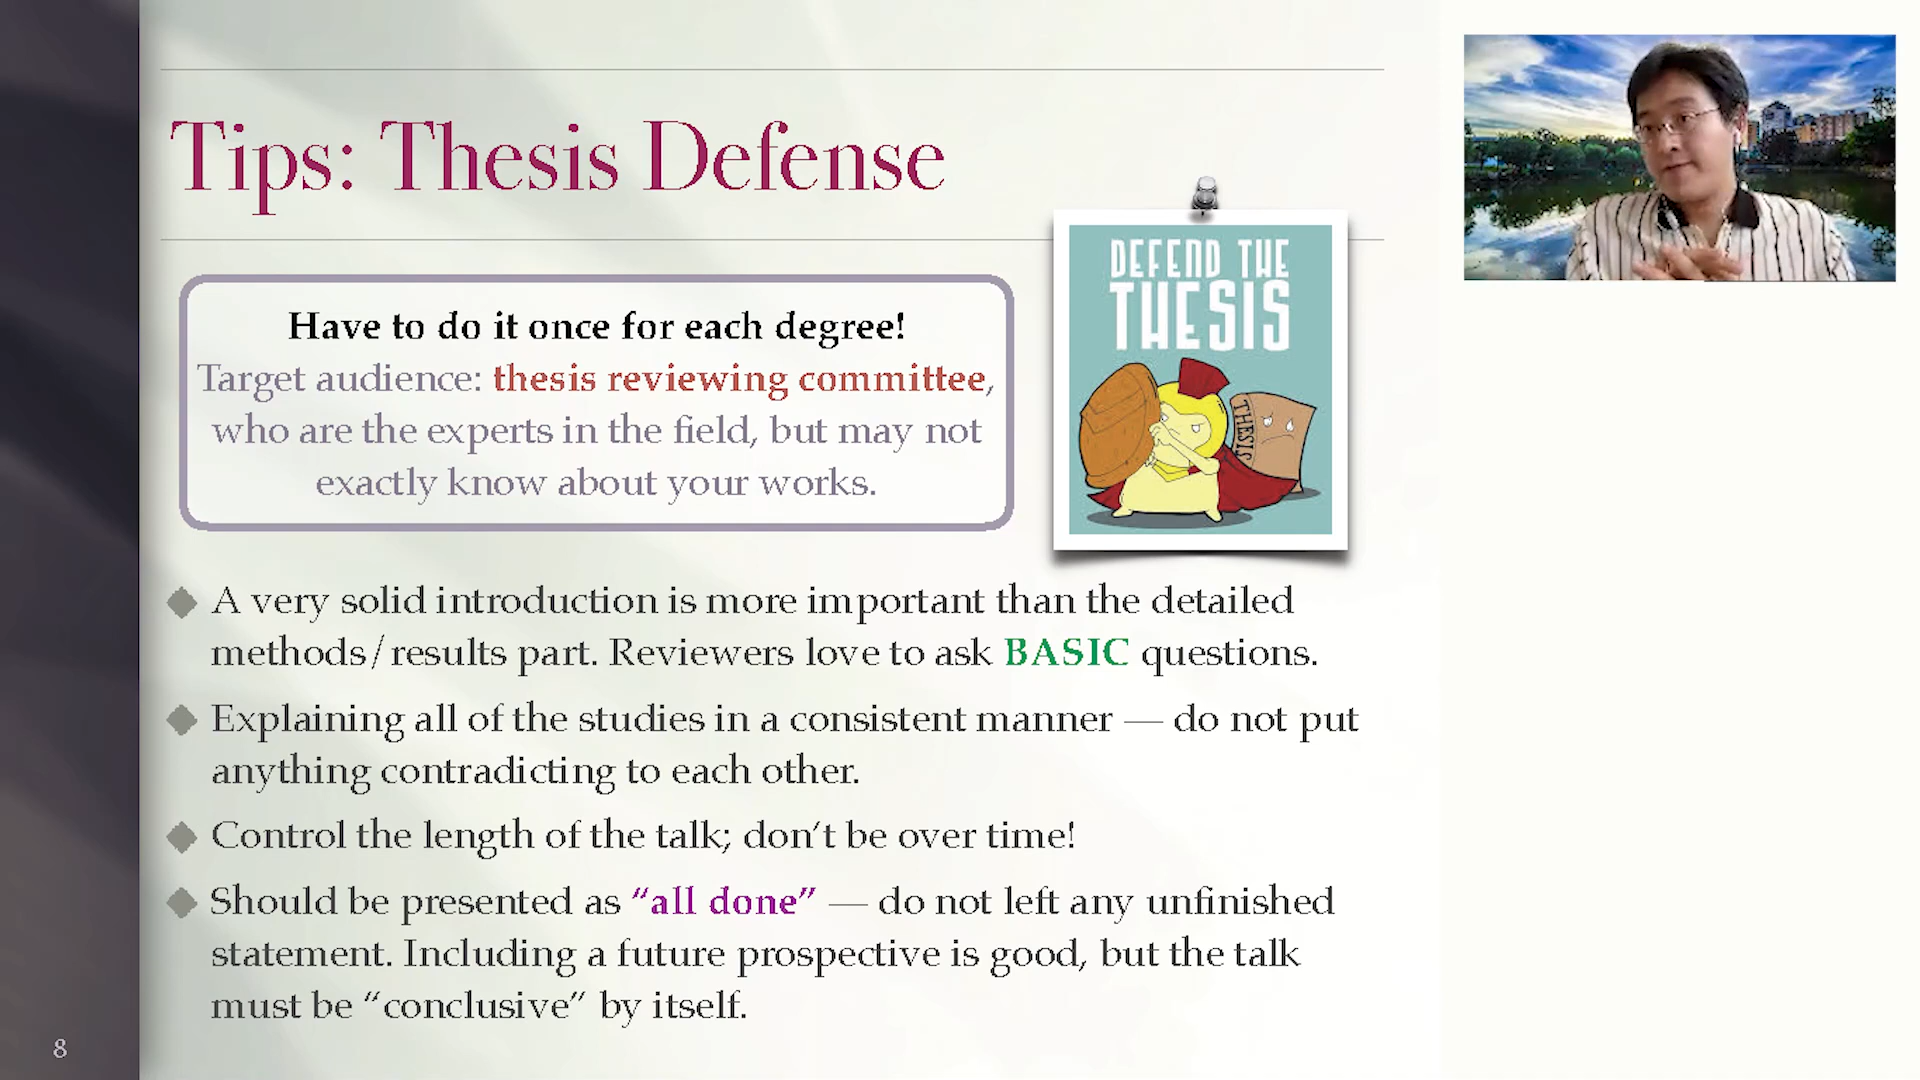 Tips: Thesis Defense
Have to do it once for each degree!
Target audience: thesis reviewing committee,
who are the experts in the field, but may not
exactly know about your works.
DEFEND THE
THESIS
THESIS
◆ A very solid introduction is more important than the detailed
methods/results part. Reviewers love to ask BASIC questions.
◆ Explaining all of the studies in a consistent manner — do not put
anything contradicting to each other.
◆ Control the length of the talk; don’t be over time!
◆ Should be presented as “all done” — do not left any unfinished
statement. Including a future prospective is good, but the talk
must be “conclusive” by itself.
8